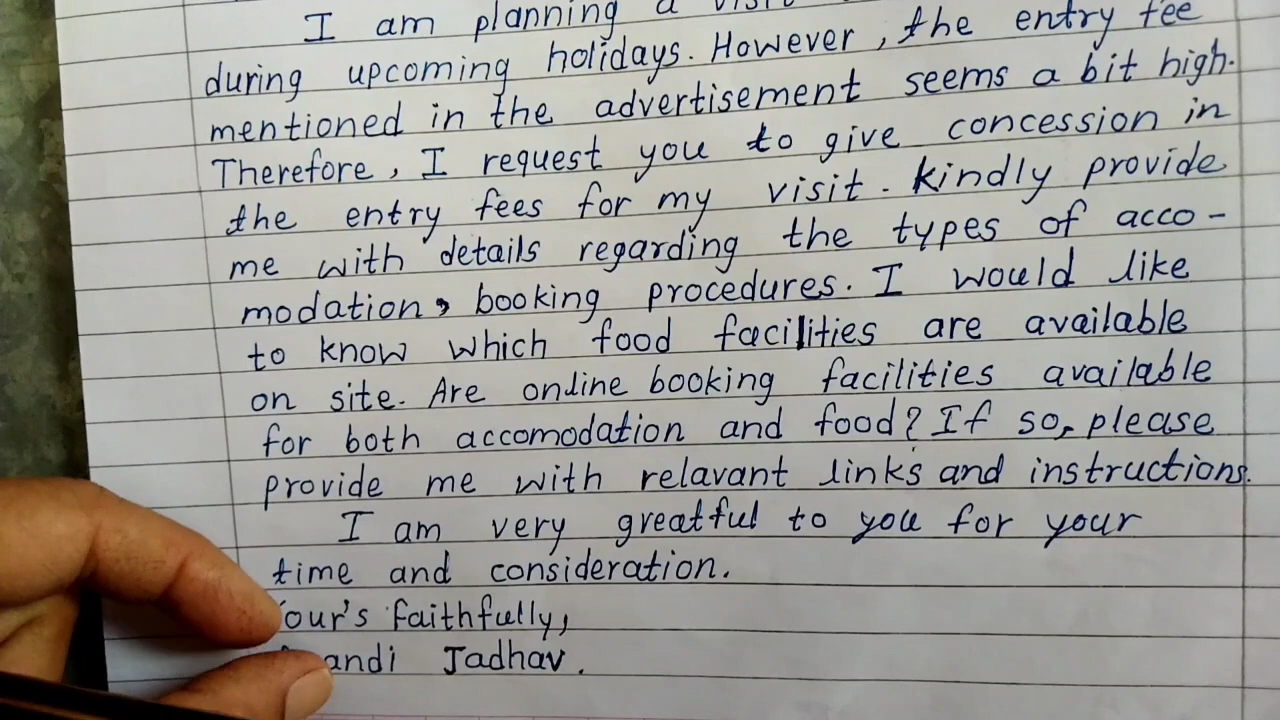 I am planning a visit
during upcoming holidays. However, the entry fee
mentioned in the advertisement seems a bit high.
Therefore, I request you to give concession in
the entry fees for my visit. Kindly provide
me with details regarding the types of acco-
modation, booking procedures. I would like
to know which food facilities are available
on site. Are online booking facilities available
for both accomodation and food? If so, please
provide me with relavant links and instructions.
I am very greatful to you for your
time and consideration.
our's faithfully,
andi Jadhav.